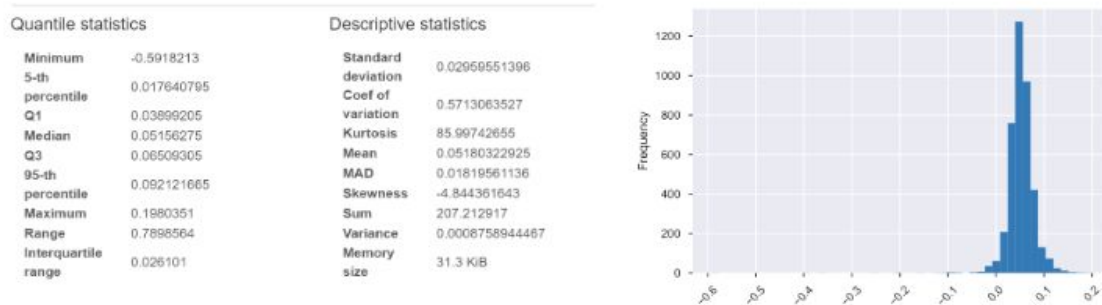 Quantile statistics
Minimum -0.5918213
5-th percentile 0.017640795
Q1 0.03899205
Median 0.05156275
Q3 0.06509305
95-th percentile 0.092121665
Maximum 0.1980351
Range 0.7898564
Interquartile range 0.026101
Descriptive statistics
Standard deviation 0.02959551396
Coef of variation 0.5713063527
Kurtosis 85.99742655
Mean 0.05180322925
MAD 0.01819561136
Skewness -4.844361643
Sum 207.212917
Variance 0.0008758944467
Memory size 31.3 KiB
Frequency
1200
1000
800
600
400
200
0
-0.6 -0.5 -0.4 -0.3 -0.2 -0.1 0.0 0.1 0.2